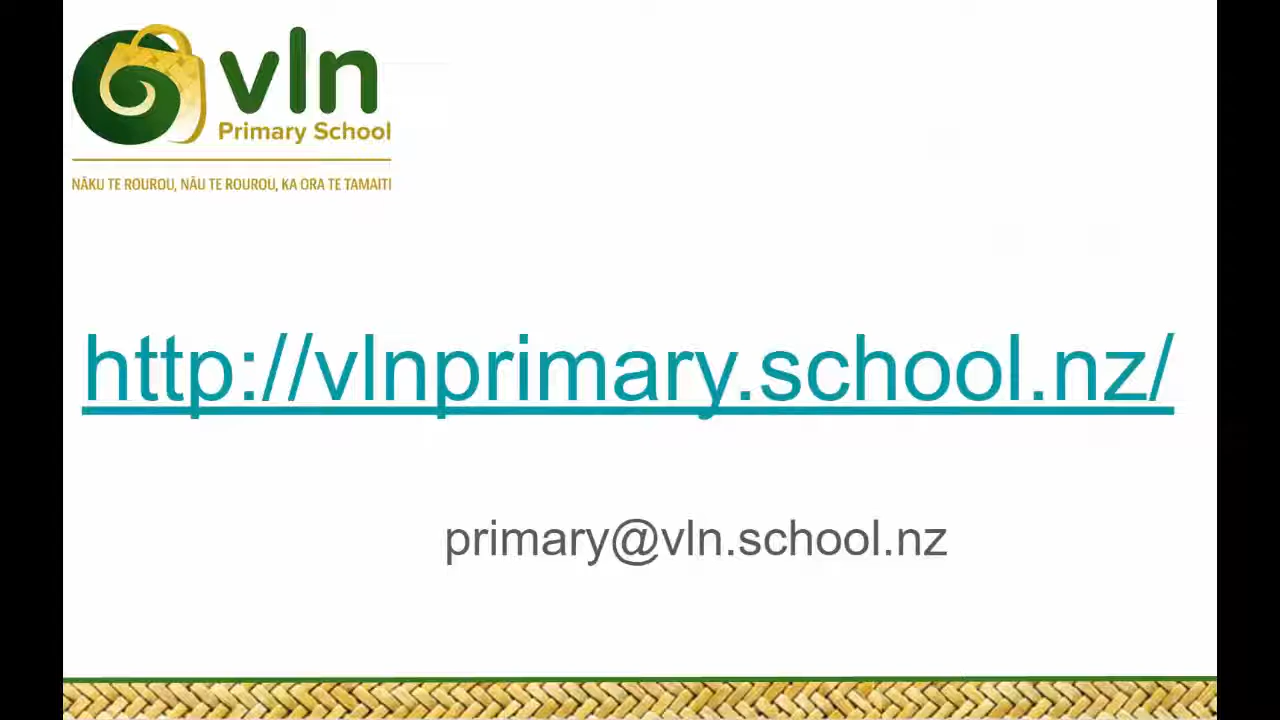 vln
Primary School
NĀKU TE ROUROU, NĀU TE ROUROU, KA ORA TE TAMAITI
http://vlnprimary.school.nz/
primary@vln.school.nz